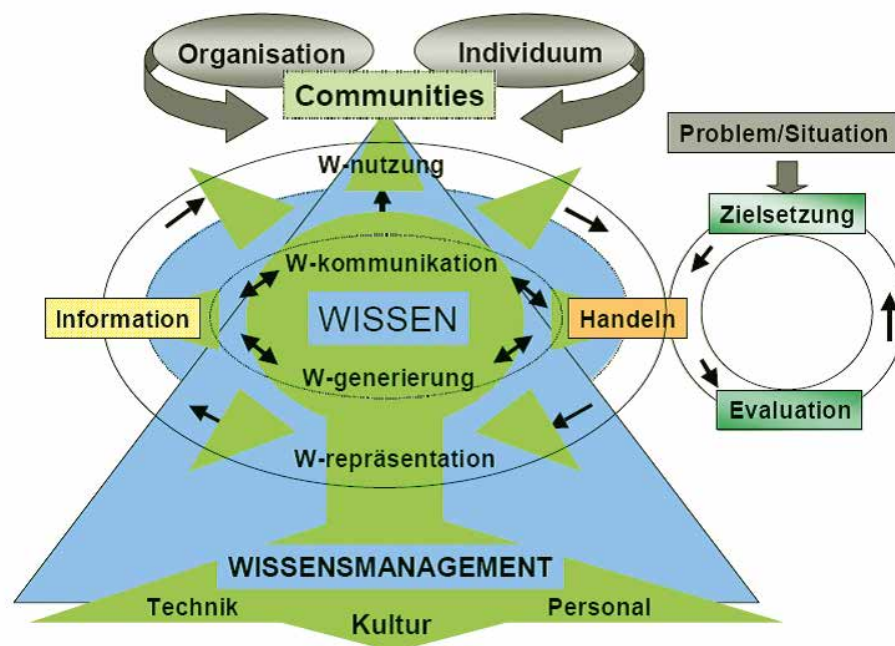 Organisation
Individuum
Communities
Problem/Situation
W-nutzung
Zielsetzung
W-kommunikation
Information
WISSEN
Handeln
W-generierung
Evaluation
W-repräsentation
WISSENSMANAGEMENT
Technik
Personal
Kultur